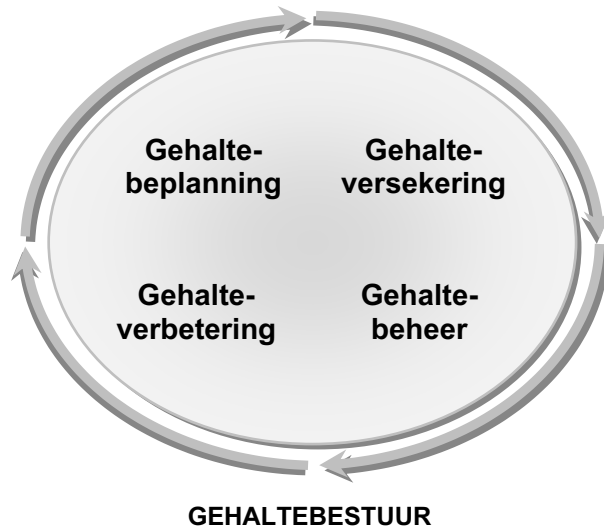 Gehalte-
beplanning
Gehalte-
versekering
Gehalte-
verbetering
Gehalte-
beheer
GEHALTEBESTUUR